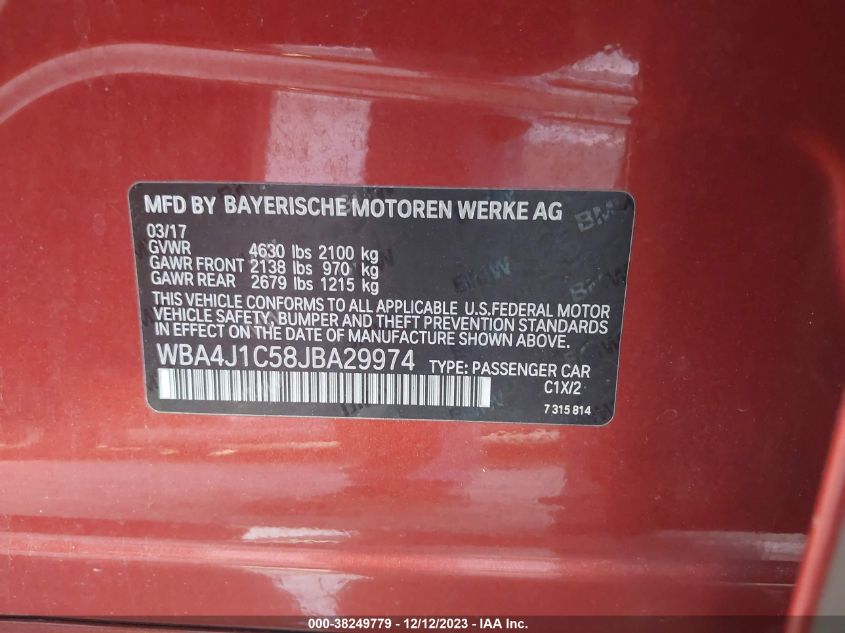 MFD BY BAYERISCHE MOTOREN WERKE AG
03/17
GVWR 4630 lbs 2100 kg
GAWR FRONT 2138 lbs 970 kg
GAWR REAR 2679 lbs 1215 kg
THIS VEHICLE CONFORMS TO ALL APPLICABLE U.S.FEDERAL MOTOR
VEHICLE SAFETY, BUMPER AND THEFT PREVENTION STANDARDS
IN EFFECT ON THE DATE OF MANUFACTURE SHOWN ABOVE.
WBA4J1C58JBA29974 TYPE: PASSENGER CAR
C1X/2
7 315 814
BMW
BMW
000-38249779 - 12/12/2023 - IAA Inc.